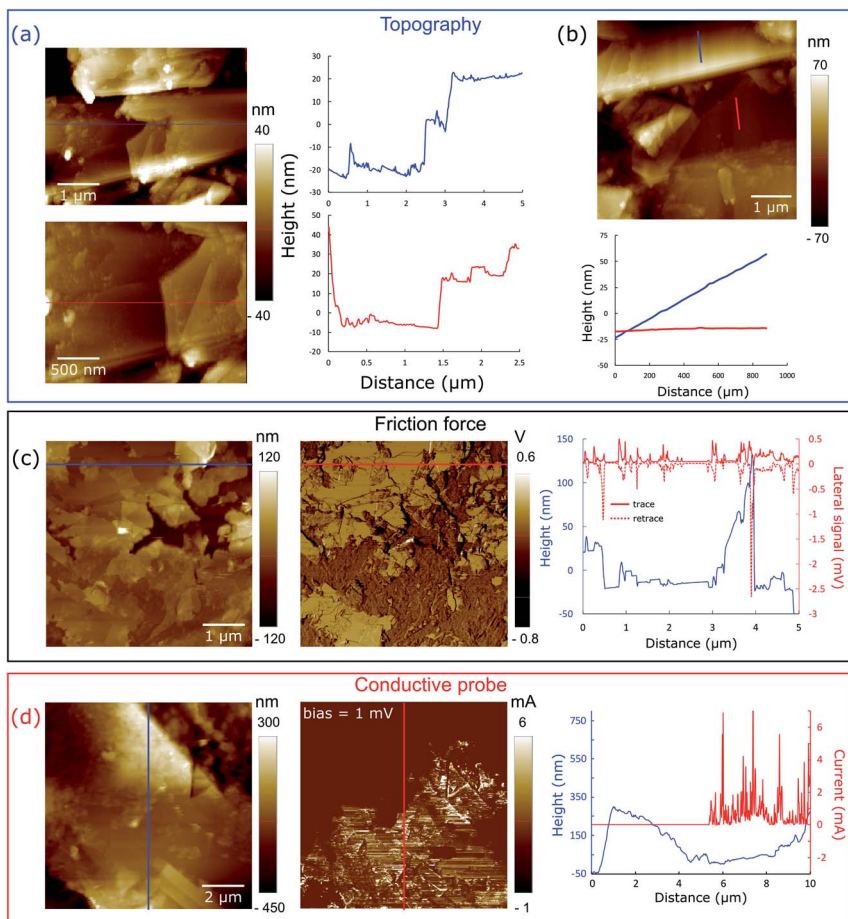 Topography
(a)
nm
40
- 40
1 µm
500 nm
Height (nm)
30
20
10
0
-10
-20
-30
0
1
2
3
4
5
50
40
30
20
10
0
-10
-20
0
0.5
1
1.5
2
2.5
Distance (µm)
(b)
nm
70
- 70
1 µm
Height (nm)
75
50
25
0
-25
-50
0
200
400
600
800
1000
Distance (µm)
Friction force
(c)
nm
120
- 120
1 µm
V
0.6
- 0.8
Height (nm)
150
100
50
0
-50
trace
retrace
0.5
0
-0.5
-1
-1.5
-2
-2.5
-3
Lateral signal (mV)
0
1
2
3
4
5
Distance (µm)
Conductive probe
(d)
nm
300
- 450
2 µm
bias = 1 mV
mA
6
- 1
Height (nm)
750
550
350
150
-50
6
4
2
0
-2
Current (mA)
0
2
4
6
8
10
Distance (µm)